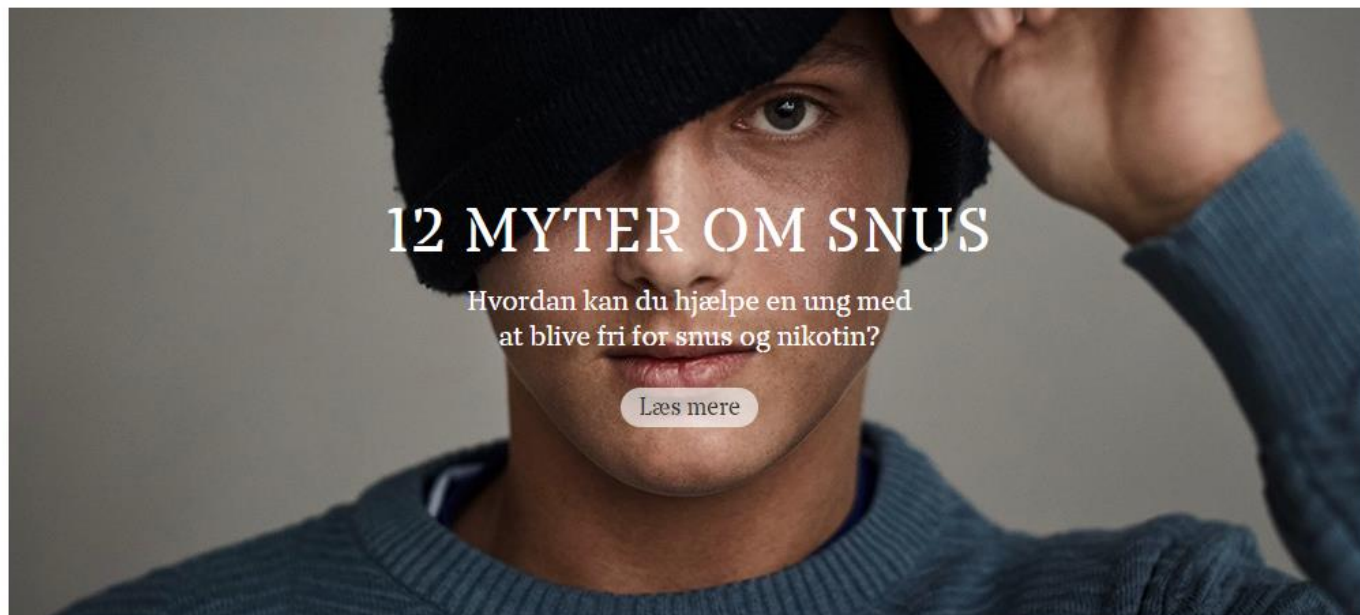 12 MYTER OM SNUS
Hvordan kan du hjælpe en ung med
at blive fri for snus og nikotin?
Læs mere